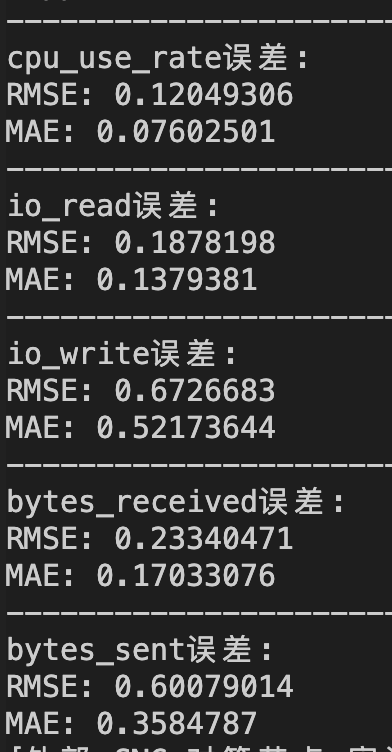 ------------------------
cpu_use_rate误差：
RMSE: 0.12049306
MAE: 0.07602501
------------------------
io_read误差：
RMSE: 0.1878198
MAE: 0.1379381
------------------------
io_write误差：
RMSE: 0.6726683
MAE: 0.52173644
------------------------
bytes_received误差：
RMSE: 0.23340471
MAE: 0.17033076
------------------------
bytes_sent误差：
RMSE: 0.60079014
MAE: 0.3584787